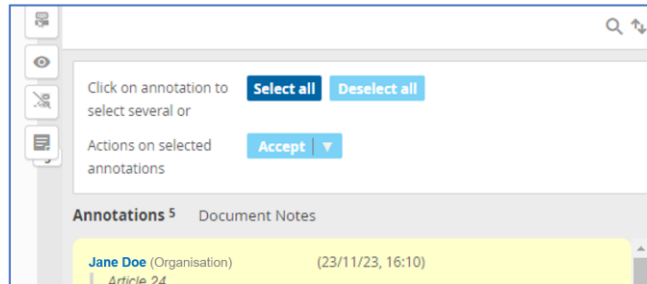 Click on annotation to
select several or
Select all
Deselect all
Actions on selected
annotations
Accept
Annotations 5
Document Notes
Jane Doe (Organisation)
(23/11/23, 16:10)
Article 24